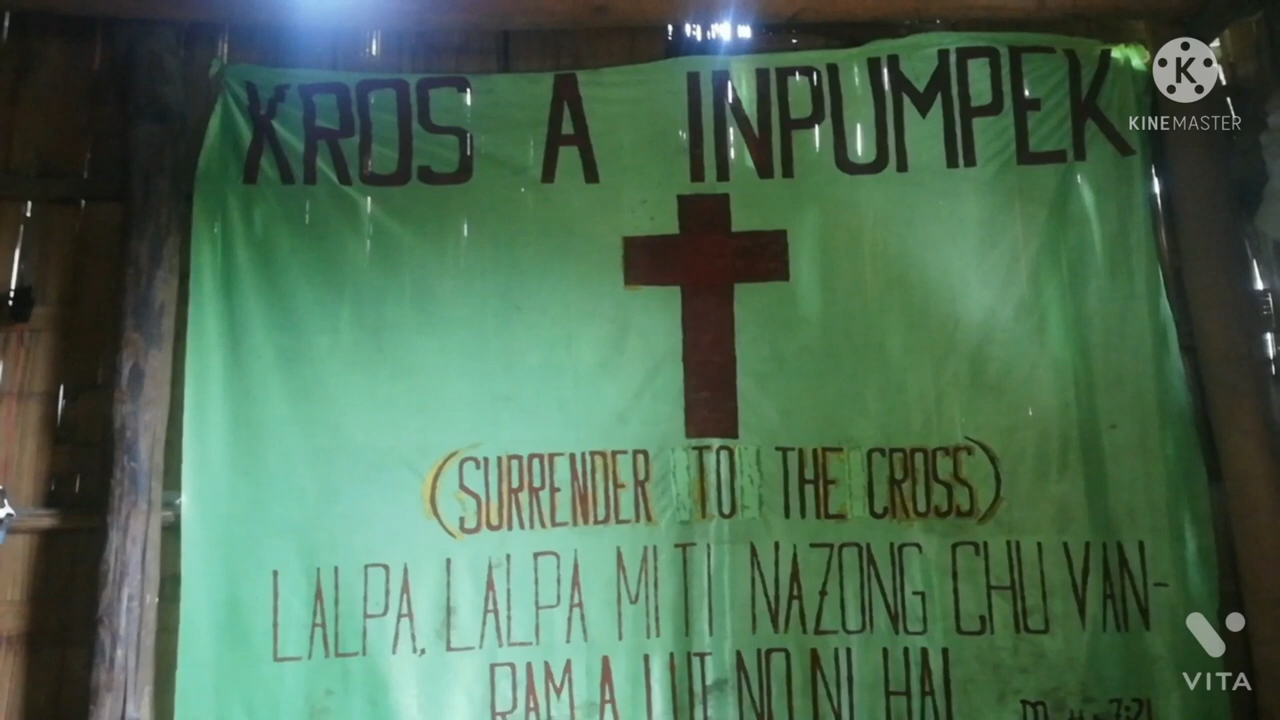 KROS A INPUMPEK
KINEMASTER
(SURRENDER TO THE CROSS)
LALPA, LALPA MI TI NAZONG CHU VAN-
RAM A LUT NO NI HAI
VITA